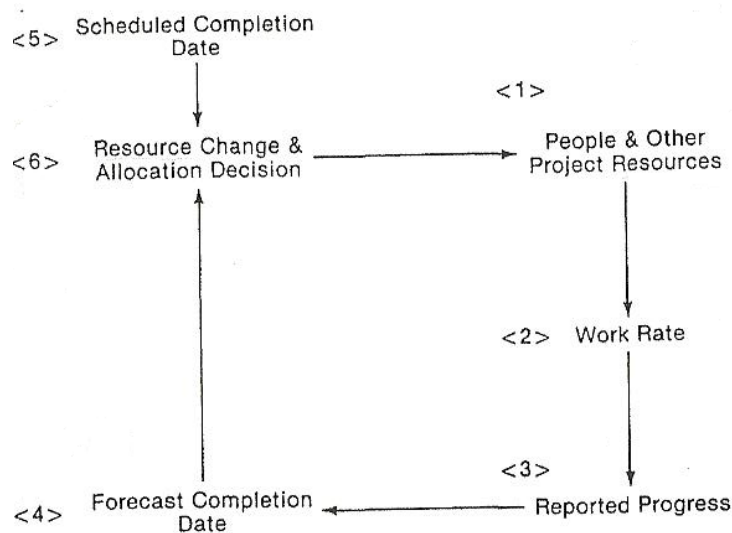 <5> Scheduled Completion
Date
<1>
<6> Resource Change &
Allocation Decision
People & Other
Project Resources
<2> Work Rate
<3>
Reported Progress
<4> Forecast Completion
Date